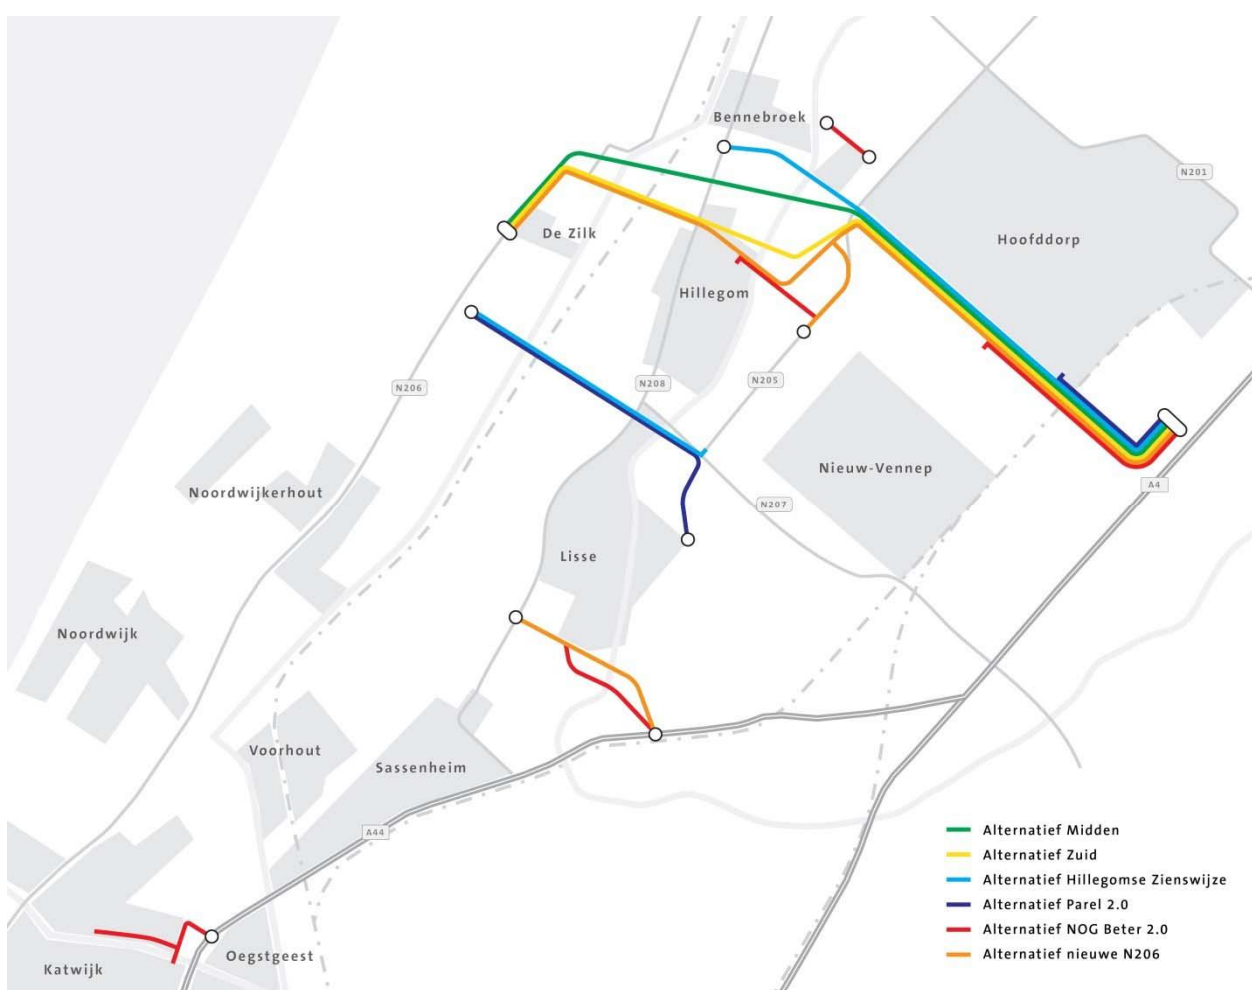 Bennebroek
N201
De Zilk
Hoofddorp
Hillegom
N206
N208
N205
Nieuw-Vennep
A4
Noordwijkerhout
N207
Lisse
Noordwijk
Voorhout
Sassenheim
A44
Alternatief Midden
Alternatief Zuid
Alternatief Hillegomse Zienswijze
Alternatief Parel 2.0
Alternatief NOG Beter 2.0
Alternatief nieuwe N206
Oegstgeest
Katwijk